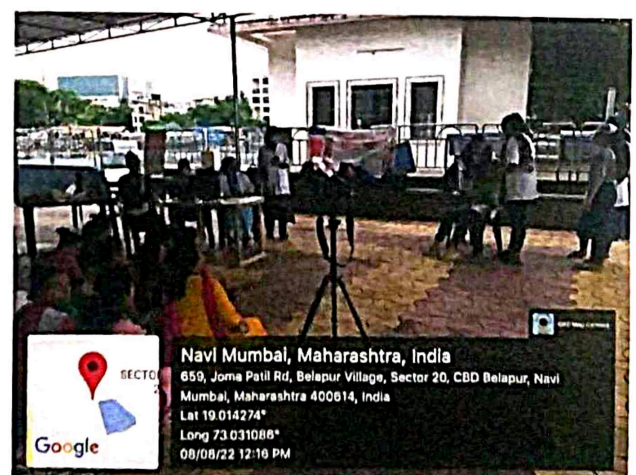 Navi Mumbai, Maharashtra, India
659, Joma Patil Rd, Belapur Village, Sector 20, CBD Belapur, Navi
Mumbai, Maharashtra 400614, India
Lat 19.014274°
Long 73.031086°
08/08/22 12:16 PM
Google